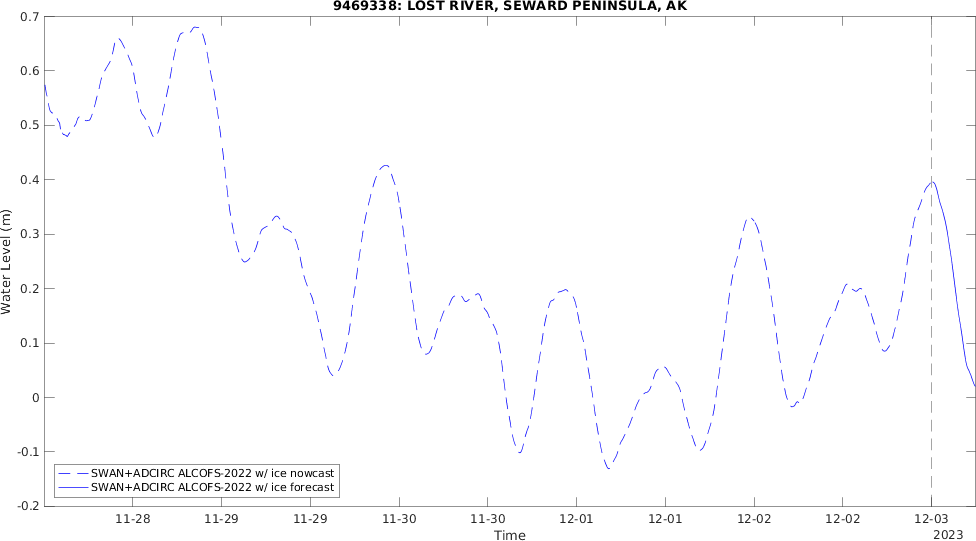 9469338: LOST RIVER, SEWARD PENINSULA, AK
0.7
0.6
0.5
0.4
0.3
0.2
0.1
0
-0.1
-0.2
Water Level (m)
SWAN+ADCIRC ALCOFS-2022 w/ ice nowcast
SWAN+ADCIRC ALCOFS-2022 w/ ice forecast
11-28 11-29 11-29 11-30 11-30 12-01 12-01 12-02 12-02 12-03
Time
2023